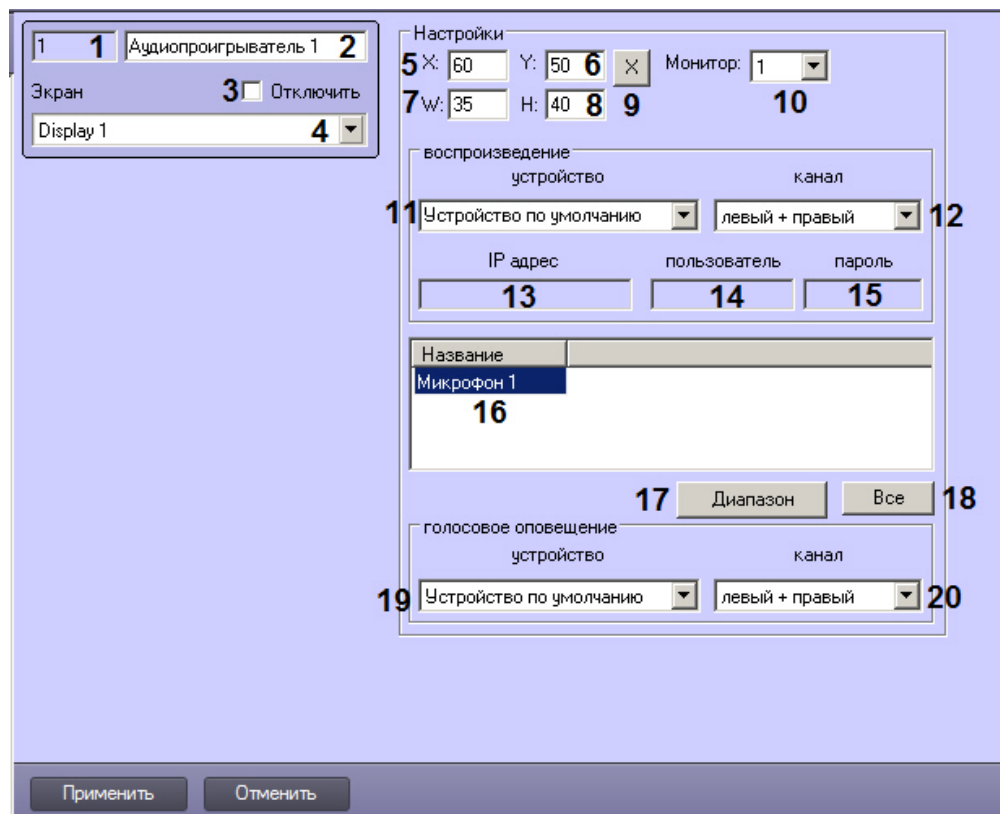 1 1 Аудиопроигрыватель 1 2
Экран 3 Отключить
Display 1 4
Настройки
5 X: 60 Y: 50 6 X Монитор: 1
7 W: 35 H: 40 8 9 10
воспроизведение
устройство канал
11 Устройство по умолчанию левый + правый 12
IP адрес пользователь пароль
13 14 15
Название
Микрофон 1
16
17 Диапазон Все 18
голосовое оповещение
устройство канал
19 Устройство по умолчанию левый + правый 20
Применить Отменить